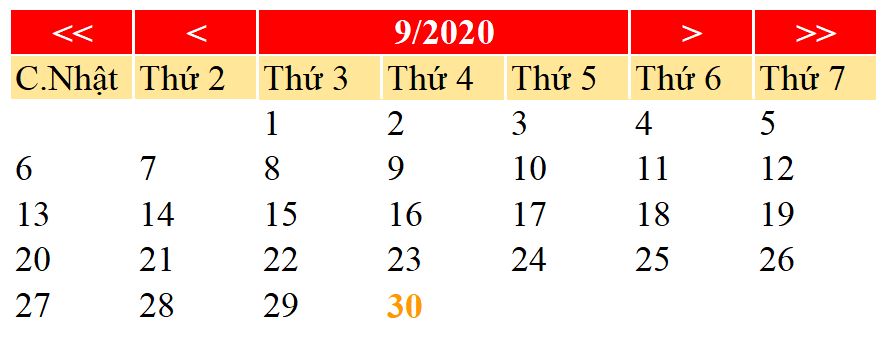 << < 9/2020 > >>
C.Nhật Thứ 2 Thứ 3 Thứ 4 Thứ 5 Thứ 6 Thứ 7
1 2 3 4 5
6 7 8 9 10 11 12
13 14 15 16 17 18 19
20 21 22 23 24 25 26
27 28 29 30